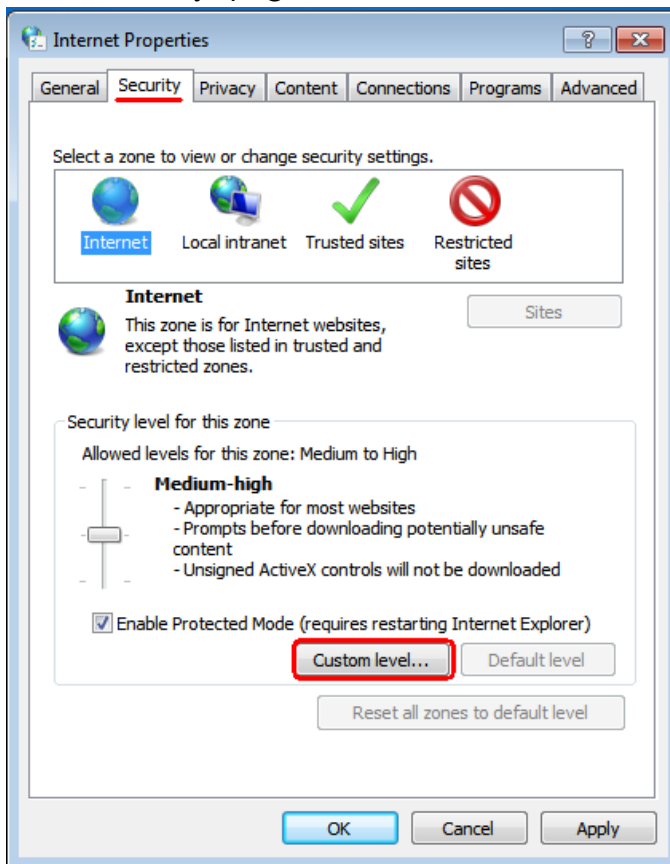 Internet Properties
General Security Privacy Content Connections Programs Advanced
Select a zone to view or change security settings.
Internet Local intranet Trusted sites Restricted
sites
Internet
Sites
This zone is for Internet websites,
except those listed in trusted and
restricted zones.
Security level for this zone
Allowed levels for this zone: Medium to High
Medium-high
- Appropriate for most websites
- Prompts before downloading potentially unsafe
content
- Unsigned ActiveX controls will not be downloaded
Enable Protected Mode (requires restarting Internet Explorer)
Custom level... Default level
Reset all zones to default level
OK Cancel Apply